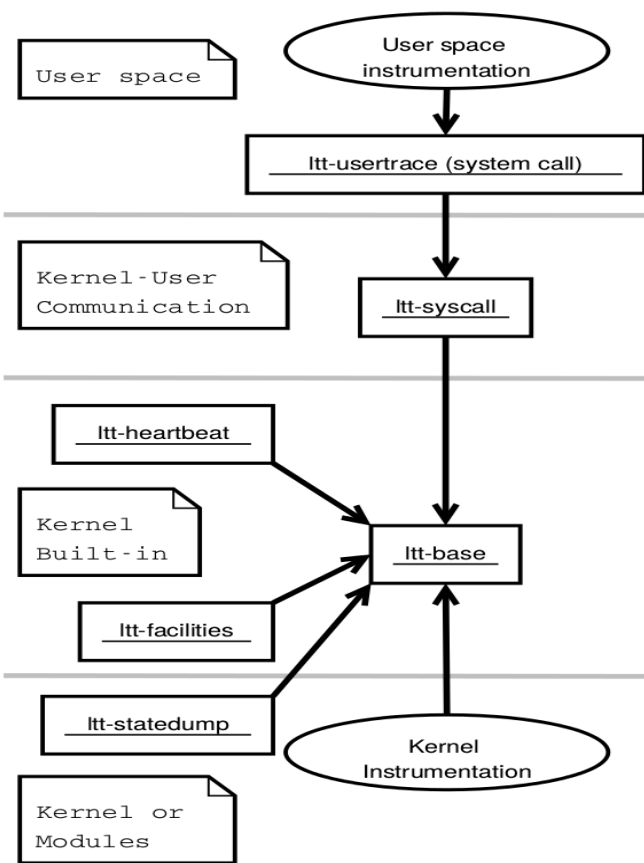 User space
User space
instrumentation
ltt-usertrace (system call)
Kernel-User
Communication
ltt-syscall
ltt-heartbeat
Kernel
Built-in
ltt-base
ltt-facilities
ltt-statedump
Kernel
Instrumentation
Kernel or
Modules